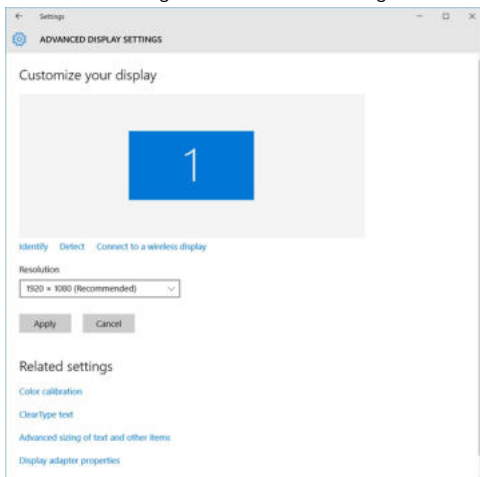 Settings
ADVANCED DISPLAY SETTINGS
Customize your display
1
Identify Detect Connect to a wireless display
Resolution
1920 × 1080 (Recommended)
Apply Cancel
Related settings
Color calibration
ClearType text
Advanced sizing of text and other items
Display adapter properties